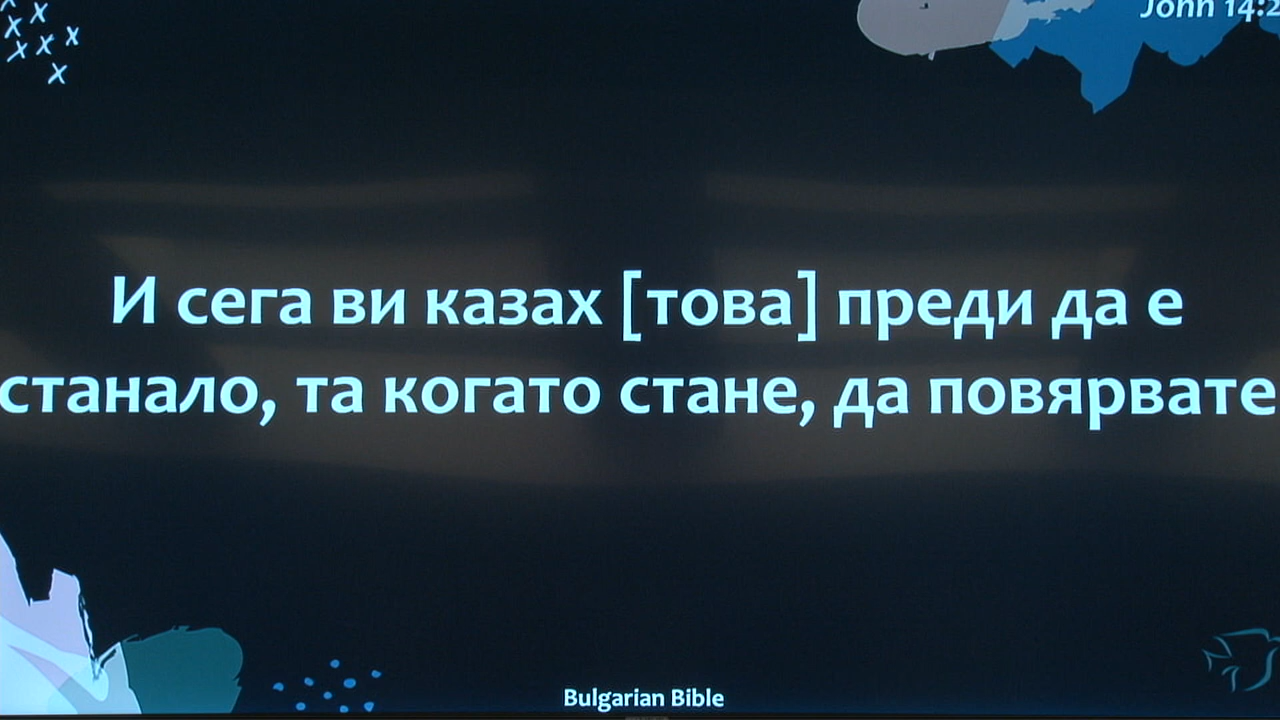 John 14:2
И сега ви казах [това] преди да е
станало, та когато стане, да повярвате
Bulgarian Bible